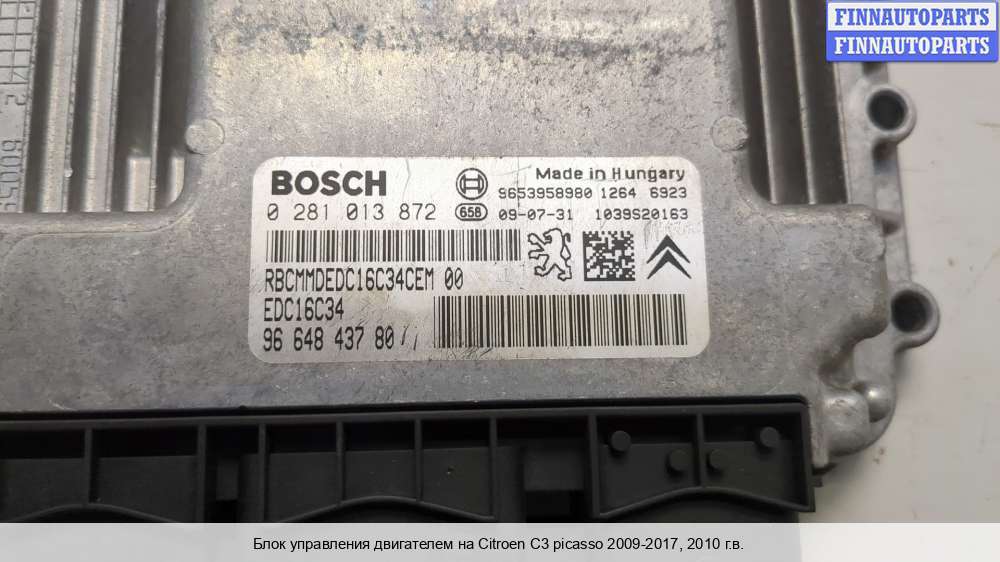 FINNAUTOPARTS
FINNAUTOPARTS
BOSCH
Made in Hungary
9653958980 1264 6923
0 281 013 872
658
09-07-31 1039S20163
RBCMMDEDC16C34CEM 00
EDC16C34
96 648 437 80
Блок управления двигателем на Citroen C3 picasso 2009-2017, 2010 г.в.